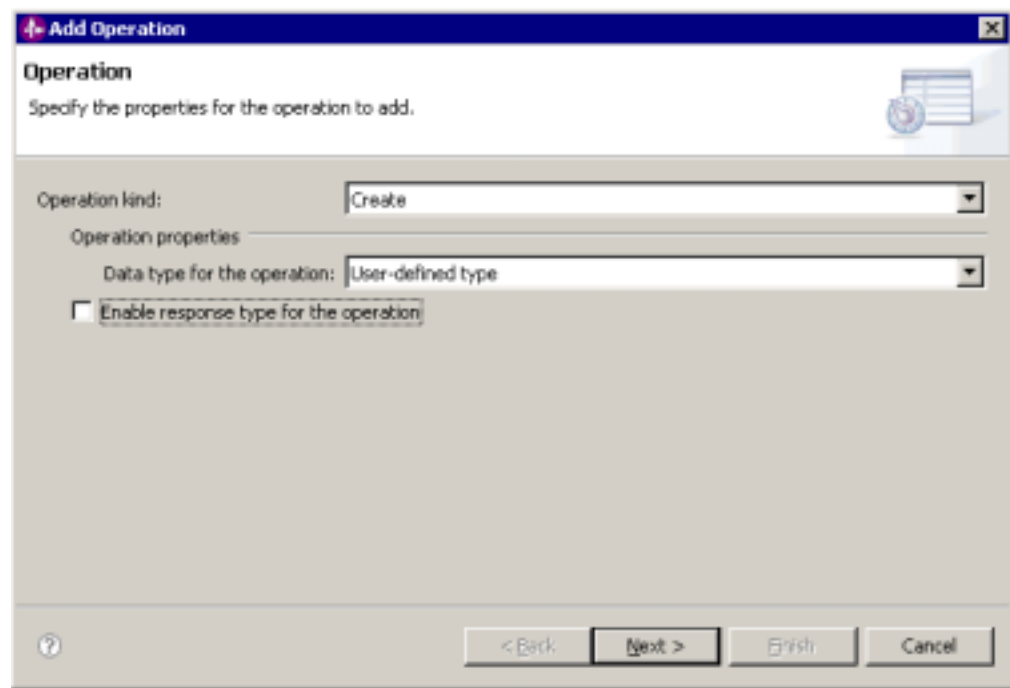 Add Operation
Operation
Specify the properties for the operation to add.
Operation kind: Create
Operation properties
Data type for the operation: User-defined type
Enable response type for the operation
? < Back Next > Finish Cancel